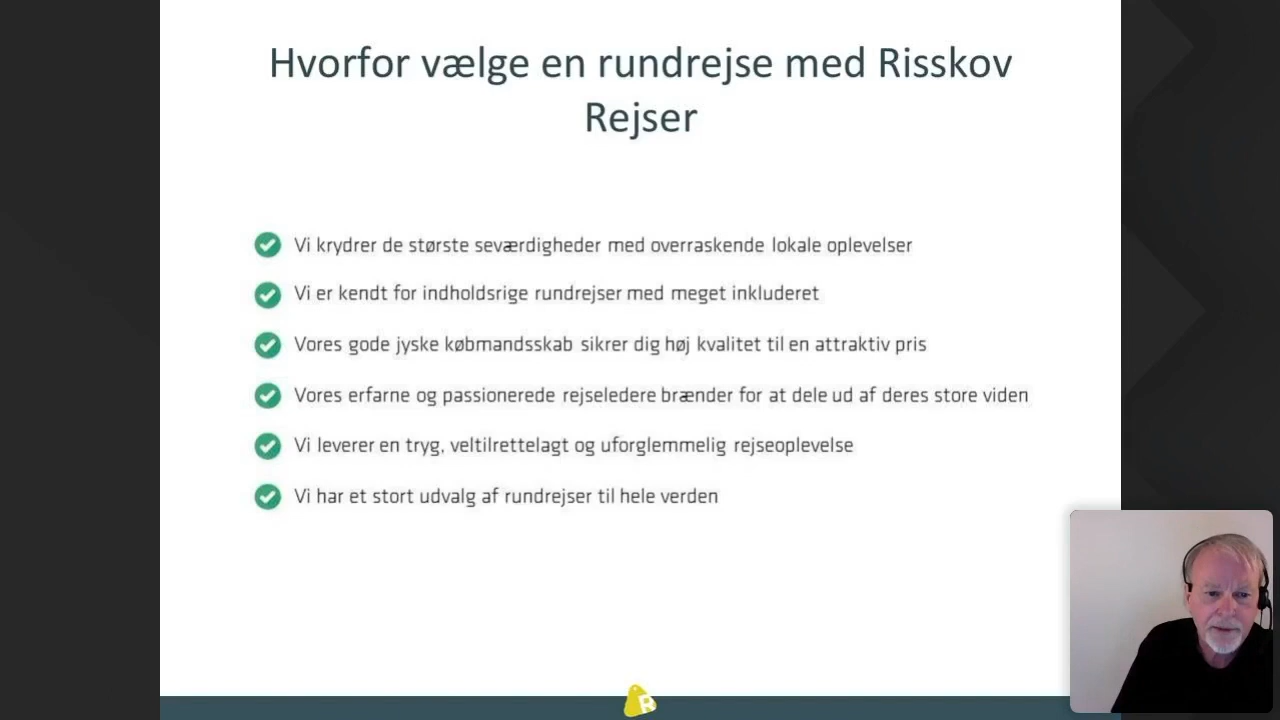 Hvorfor vælge en rundrejse med Risskov
Rejser
Vi krydrer de største seværdigheder med overraskende lokale oplevelser
Vi er kendt for indholdsrige rundrejser med meget inkluderet
Vores gode jyske købmandsskab sikrer dig høj kvalitet til en attraktiv pris
Vores erfarne og passionerede rejseledere brænder for at dele ud af deres store viden
Vi leverer en tryg, veltilrettelagt og uforglemmelig rejseoplevelse
Vi har et stort udvalg af rundrejser til hele verden
R